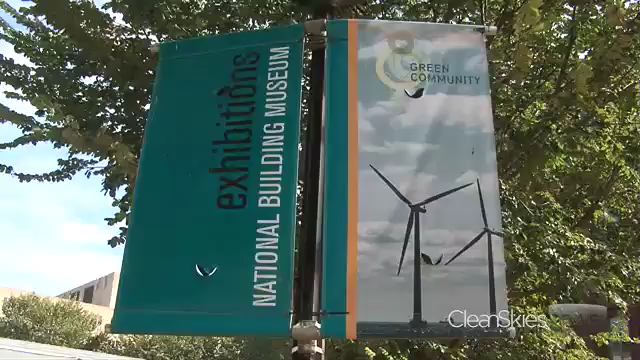 exhibitions
NATIONAL BUILDING MUSEUM
GREEN
COMMUNITY
CleanSkies